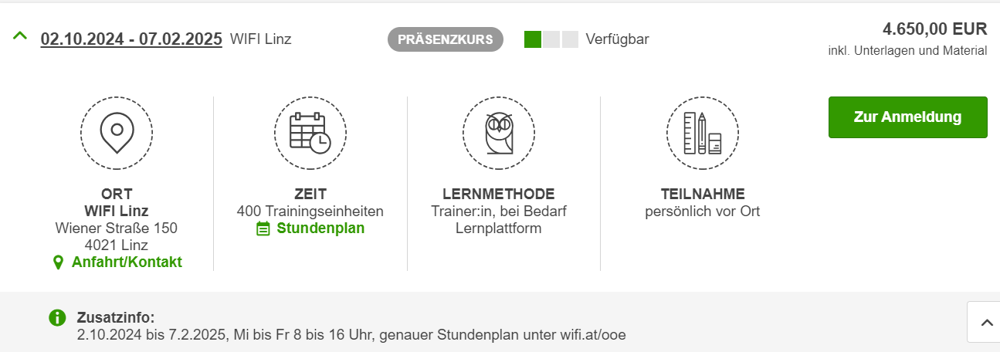 02.10.2024 - 07.02.2025 WIFI Linz PRÄSENZKURS Verfügbar 4.650,00 EUR
inkl. Unterlagen und Material
Zur Anmeldung
ORT
WIFI Linz
Wiener Straße 150
4021 Linz
Anfahrt/Kontakt
ZEIT
400 Trainingseinheiten
Stundenplan
LERNMETHODE
Trainer:in, bei Bedarf
Lernplattform
TEILNAHME
persönlich vor Ort
Zusatzinfo:
2.10.2024 bis 7.2.2025, Mi bis Fr 8 bis 16 Uhr, genauer Stundenplan unter wifi.at/ooe